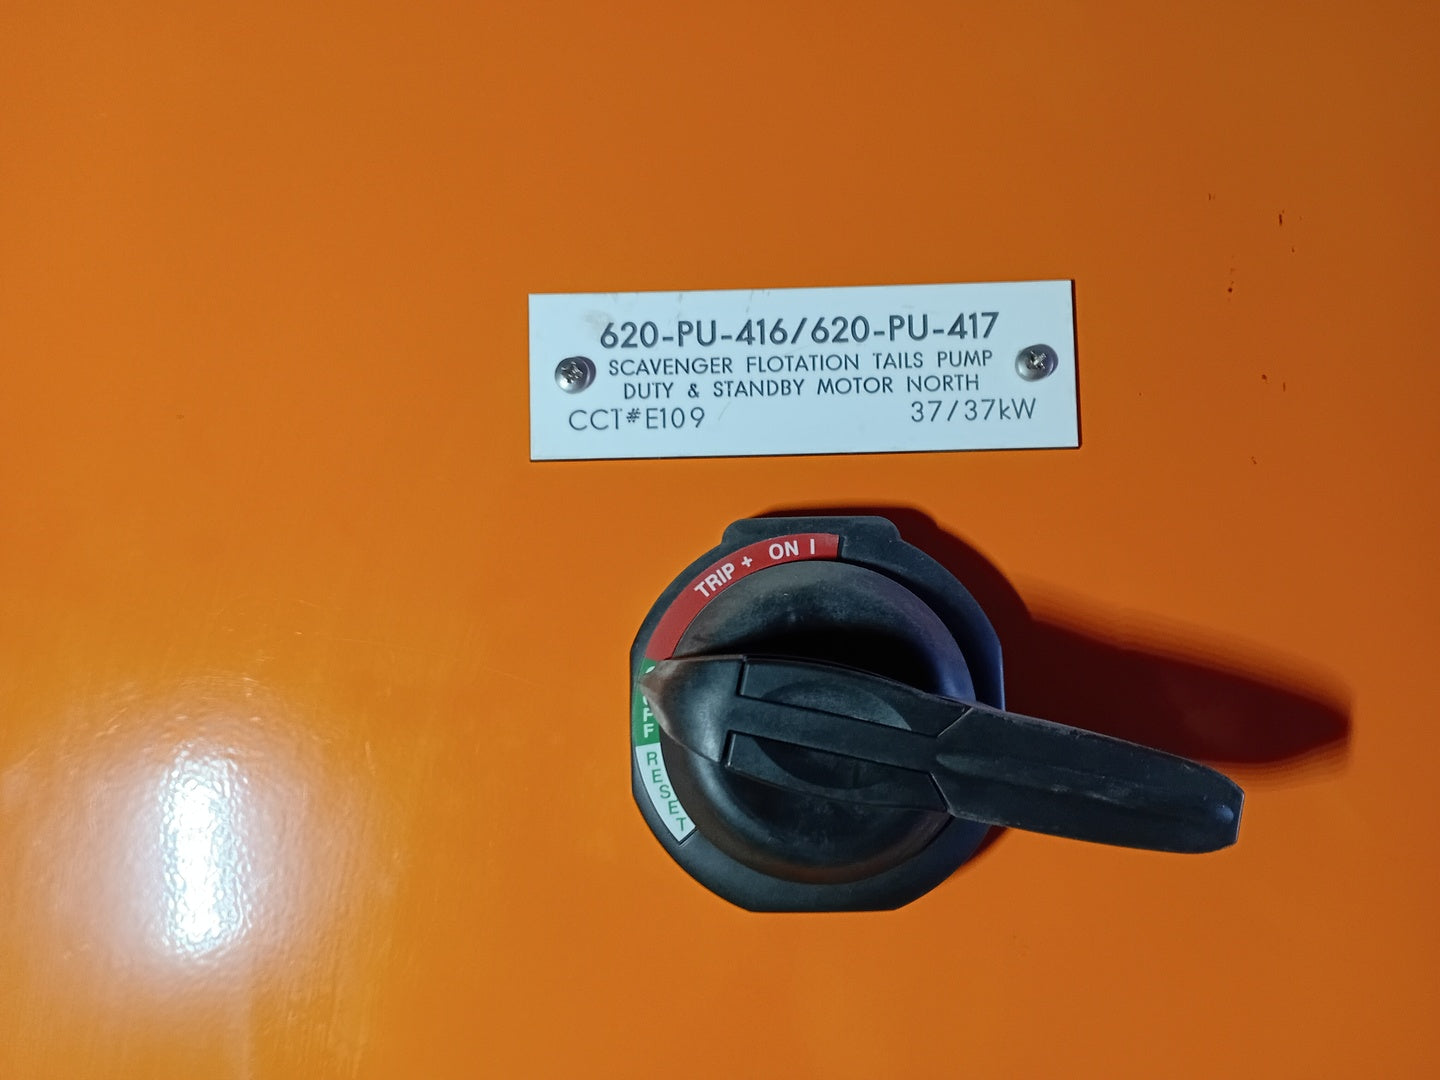 620-PU-416/620-PU-417
SCAVENGER FLOTATION TAILS PUMP
DUTY & STANDBY MOTOR NORTH
CCT#E109 37/37kW
TRIP + ON I
OFF
RESET